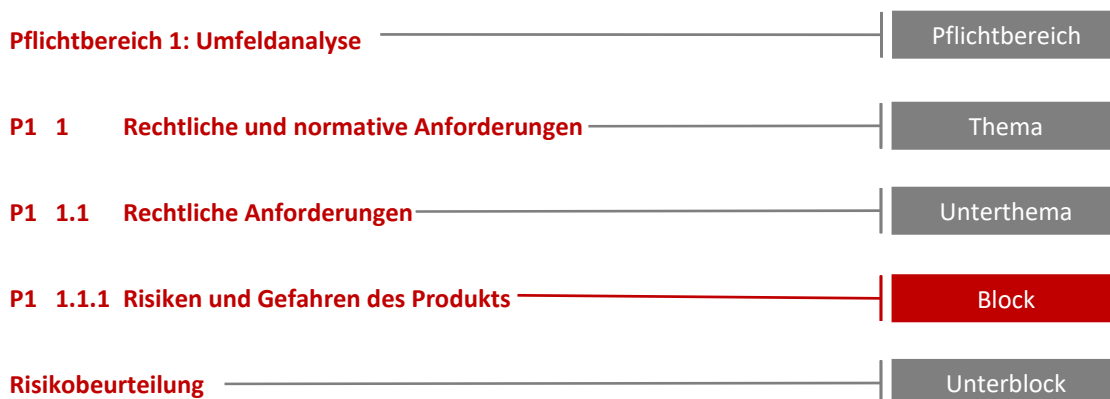 Pflichtbereich 1: Umfeldanalyse Pflichtbereich
P1 1 Rechtliche und normative Anforderungen Thema
P1 1.1 Rechtliche Anforderungen Unterthema
P1 1.1.1 Risiken und Gefahren des Produkts Block
Risikobeurteilung Unterblock